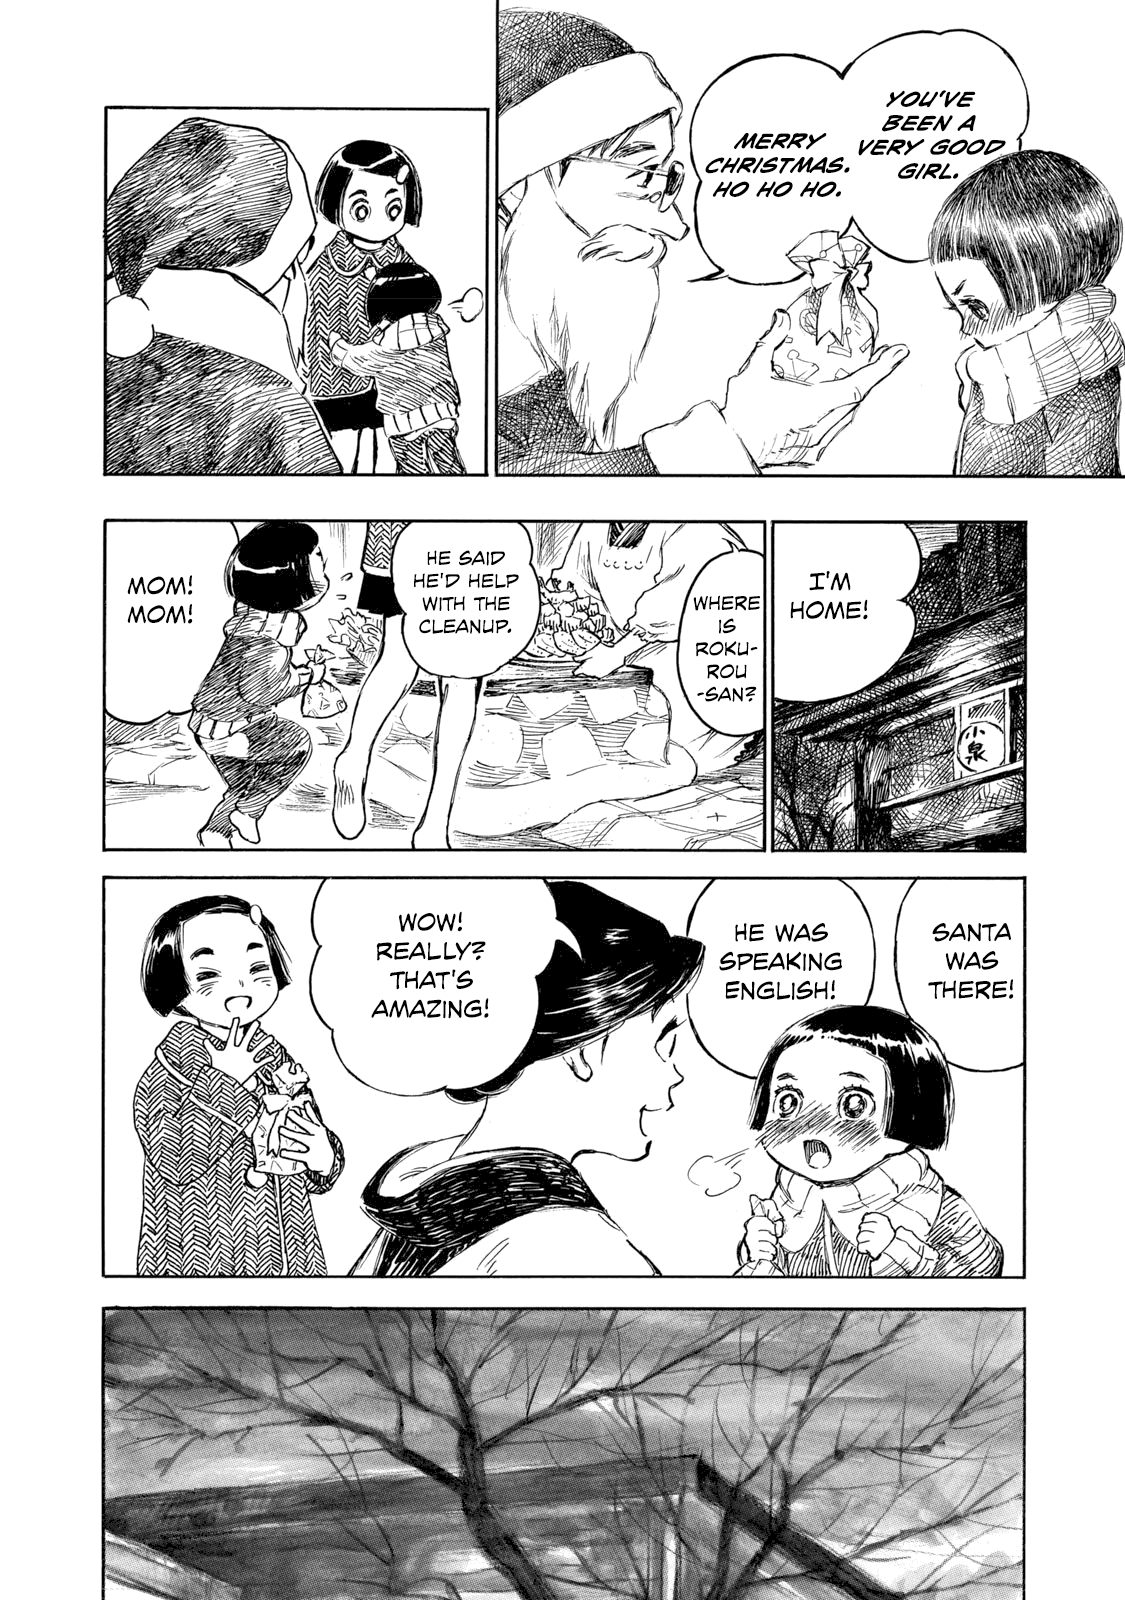 YOU'VE
BEEN A
VERY GOOD
GIRL.
MERRY
CHRISTMAS.
HO HO HO.
I'M
HOME!
小泉
WHERE
IS
ROKU-
ROU
-SAN?
HE SAID
HE'D HELP
WITH THE
CLEANUP.
MOM!
MOM!
SANTA
WAS
THERE!
HE WAS
SPEAKING
ENGLISH!
WOW!
REALLY?
THAT'S
AMAZING!